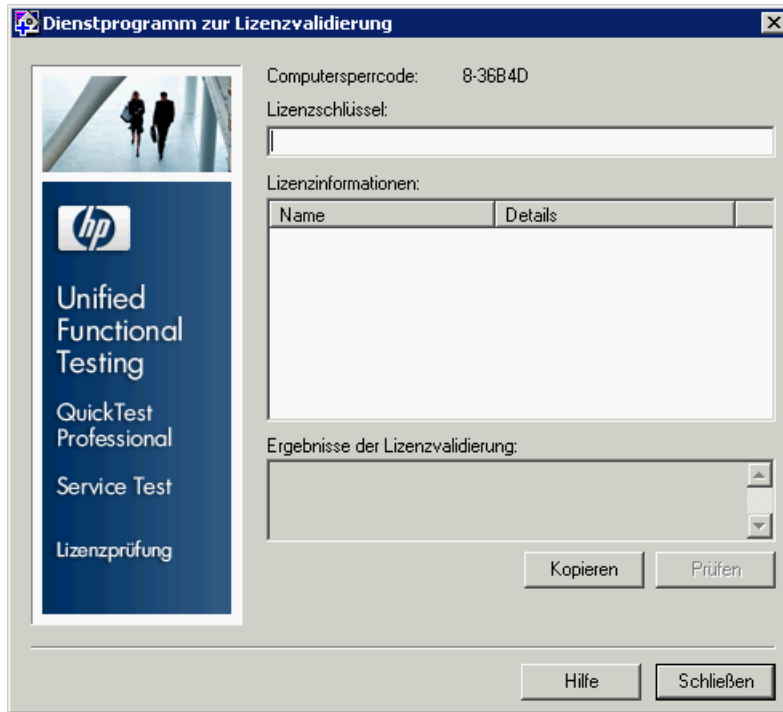 Dienstprogramm zur Lizenzvalidierung
Computersperrcode: 8-36B4D
Lizenzschlüssel:
Lizenzinformationen:
Name Details
hp
Unified
Functional
Testing
QuickTest
Professional
Service Test
Lizenzprüfung
Ergebnisse der Lizenzvalidierung:
Kopieren Prüfen
Hilfe Schließen